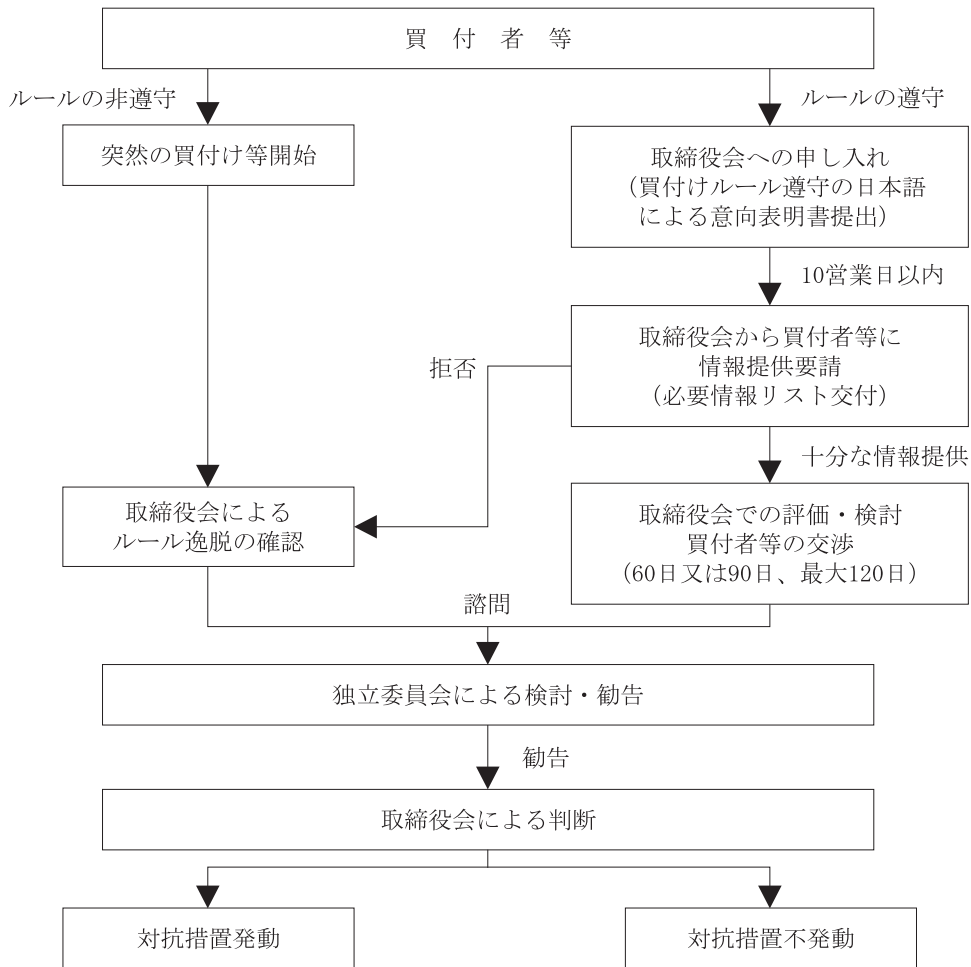 買 付 者 等
ルールの非遵守
ルールの遵守
突然の買付け等開始
取締役会への申し入れ
（買付けルール遵守の日本語
による意向表明書提出）
10営業日以内
取締役会から買付者等に
情報提供要請
（必要情報リスト交付）
拒否
十分な情報提供
取締役会による
ルール逸脱の確認
取締役会での評価・検討
買付者等の交渉
（60日又は90日、最大120日）
諮問
独立委員会による検討・勧告
勧告
取締役会による判断
対抗措置発動
対抗措置不発動